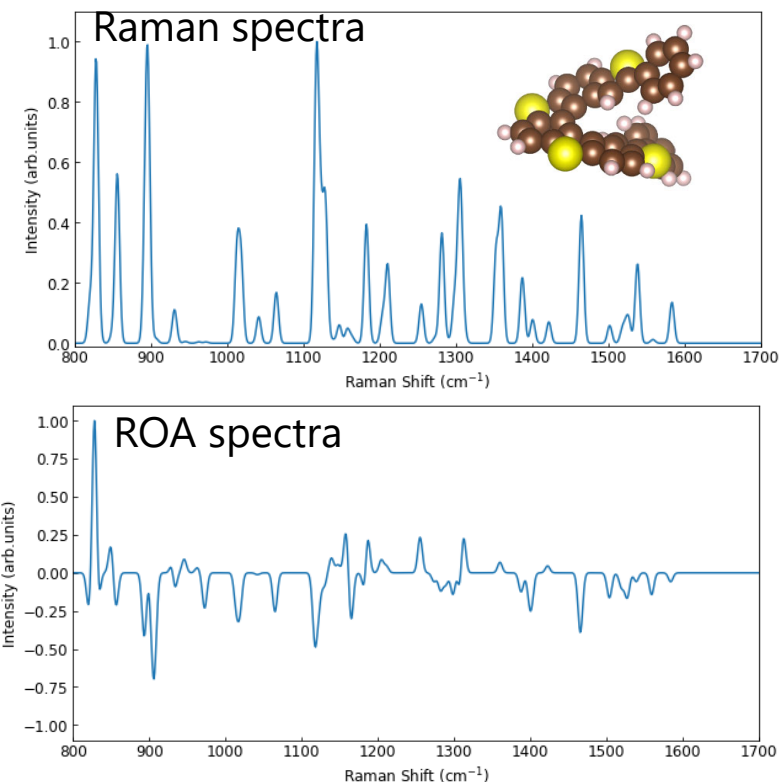 Raman spectra
1.0
0.8
0.6
0.4
0.2
0.0
Intensity (arb.units)
800 900 1000 1100 1200 1300 1400 1500 1600 1700
Raman Shift (cm⁻¹)
ROA spectra
1.00
0.75
0.50
0.25
0.00
−0.25
−0.50
−0.75
−1.00
Intensity (arb.units)
800 900 1000 1100 1200 1300 1400 1500 1600 1700
Raman Shift (cm⁻¹)